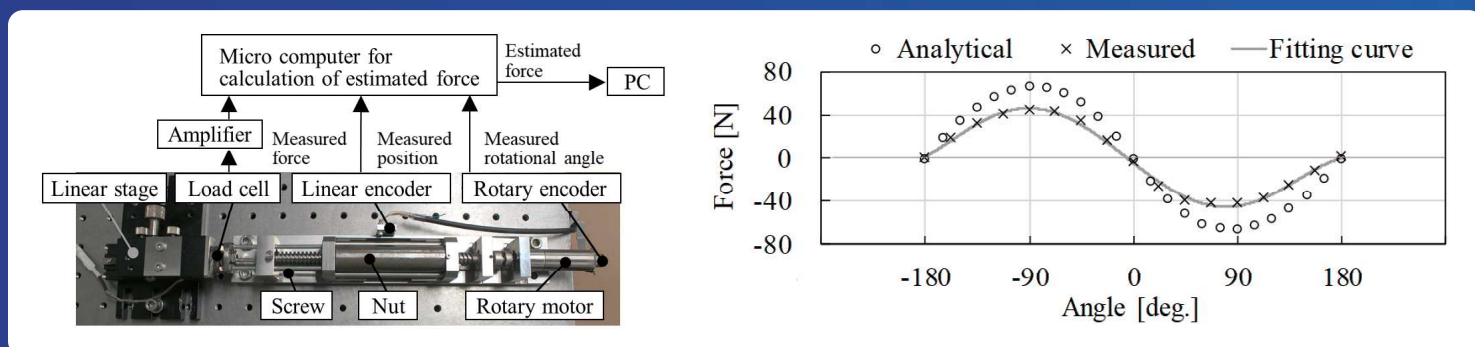 Micro computer for
calculation of estimated force
Estimated
force
PC
Amplifier
Measured
force
Measured
position
Measured
rotational angle
Linear stage
Load cell
Linear encoder
Rotary encoder
Screw
Nut
Rotary motor
Analytical
Measured
Fitting curve
Force [N]
80
40
0
-40
-80
-180
-90
0
90
180
Angle [deg.]